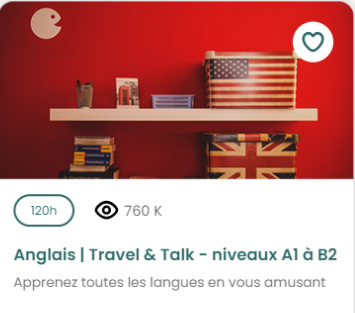 120h
760 K
Anglais | Travel & Talk - niveaux A1 à B2
Apprenez toutes les langues en vous amusant